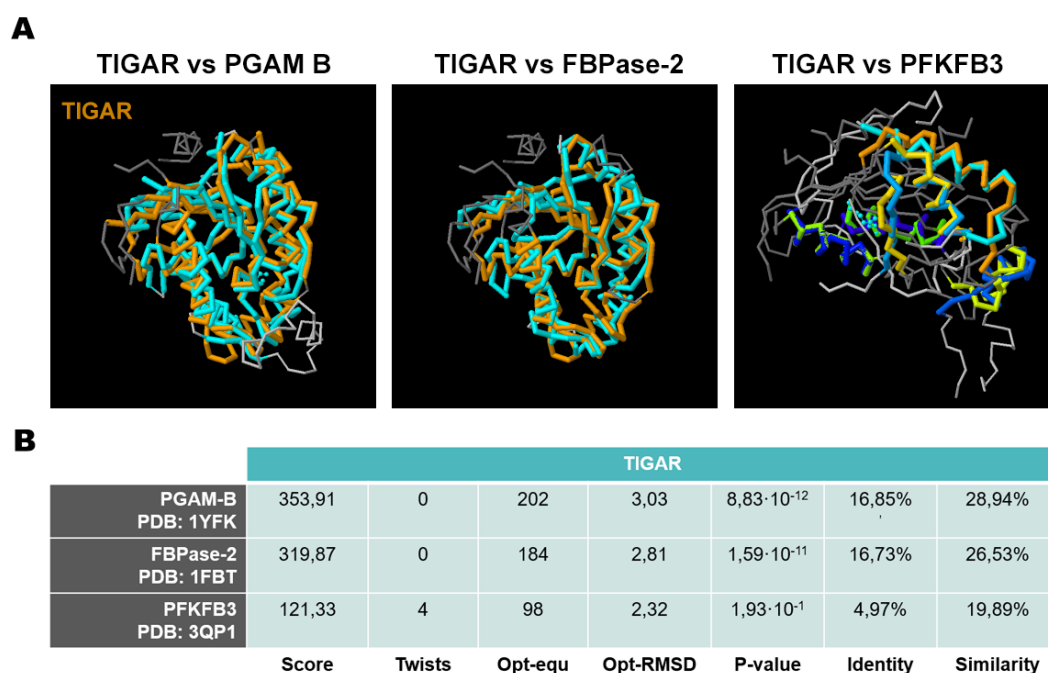 A
TIGAR vs PGAM B
TIGAR vs FBPase-2
TIGAR vs PFKFB3
TIGAR
B
TIGAR
PGAM-B
PDB: 1YFK
353,91
0
202
3,03
8,83·10⁻¹²
16,85%
,
28,94%
FBPase-2
PDB: 1FBT
319,87
0
184
2,81
1,59·10⁻¹¹
16,73%
26,53%
PFKFB3
PDB: 3QP1
121,33
4
98
2,32
1,93·10⁻¹
4,97%
19,89%
Score
Twists
Opt-equ
Opt-RMSD
P-value
Identity
Similarity